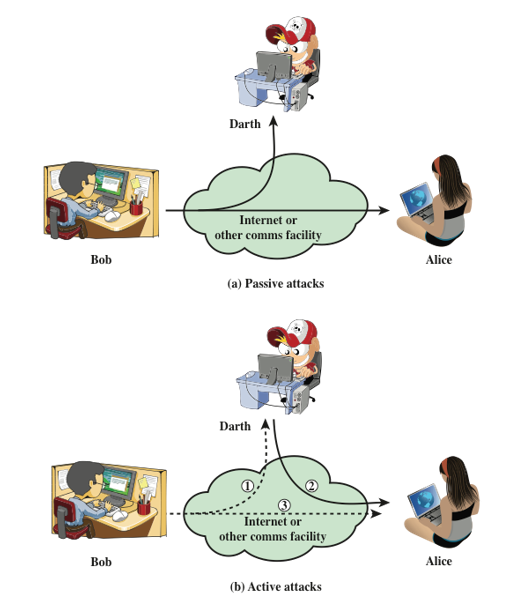 Darth
Internet or
other comms facility
Bob
Alice
(a) Passive attacks
Darth
1
2
3
Internet or
other comms facility
Bob
Alice
(b) Active attacks